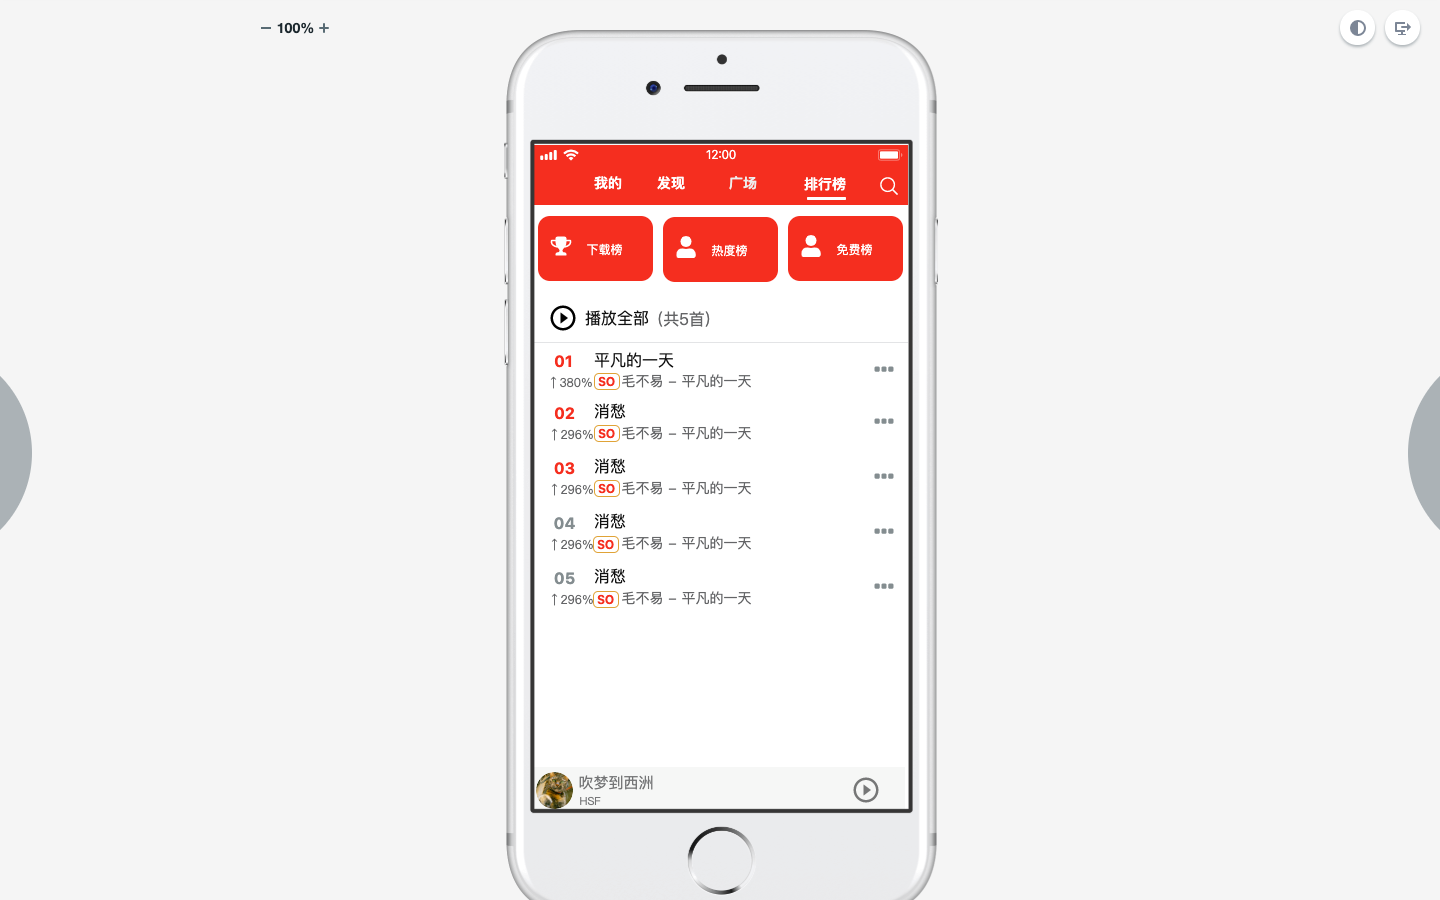 100%
12:00
我的 发现 广场 排行榜
下载榜 热度榜 免费榜
播放全部 (共5首)
01 平凡的一天
↑380% SO 毛不易 – 平凡的一天
02 消愁
↑296% SO 毛不易 – 平凡的一天
03 消愁
↑296% SO 毛不易 – 平凡的一天
04 消愁
↑296% SO 毛不易 – 平凡的一天
05 消愁
↑296% SO 毛不易 – 平凡的一天
吹梦到西洲
HSF